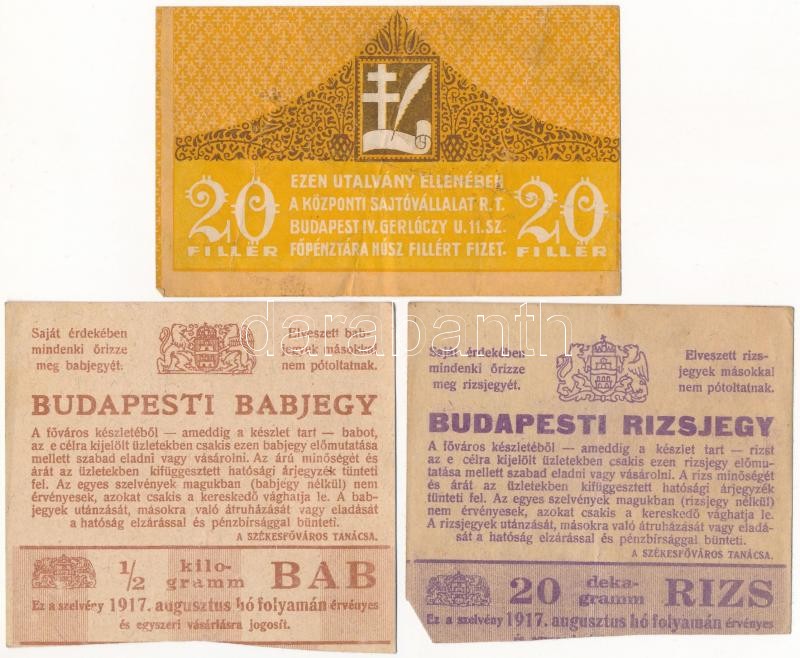 EZEN UTALVÁNY ELLENÉBEN
A KÖZPONTI SAJTÓVÁLLALAT R.T.
BUDAPEST IV. GERLÓCZY U. 11. SZ.
FŐPÉNZTÁRA HÚSZ FILLÉRT FIZET.
20
FILLÉR
20
FILLÉR
darabanth
Saját érdekében
mindenki őrizze
meg babjegyét.
Elveszett bab-
jegyek másokkal
nem pótoltatnak.
BUDAPESTI BABJEGY
A főváros készletéből — ameddig a készlet tart — babot,
az e célra kijelölt üzletekben csakis ezen babjegy előmutatása
mellett szabad eladni vagy vásárolni. Az árú minőségét és
árát az üzletekben kifüggesztett hatósági árjegyzék tünteti
fel. Az egyes szelvények magukban (babjegy nélkül) nem
érvényesek, azokat csakis a kereskedő vághatja le. A bab-
jegyek utánzását, másokra való átruházását vagy eladását
a hatóság elzárással és pénzbírsággal bünteti.
A SZÉKESFŐVÁROS TANÁCSA.
1/2 kilo-
gramm BAB
Ez a szelvény 1917. augusztus hó folyamán érvényes
és egyszeri vásárlásra jogosít.
Saját érdekében
mindenki őrizze
meg rizsjegyét.
Elveszett rizs-
jegyek másokkal
nem pótoltatnak.
BUDAPESTI RIZSJEGY
A főváros készletéből — ameddig a készlet tart — rizst
az e célra kijelölt üzletekben csakis ezen rizsjegy előmu-
tatása mellett szabad eladni vagy vásárolni. A rizs minőségét
és árát az üzletekben kifüggesztett hatósági árjegyzék
tünteti fel. Az egyes szelvények magukban (rizsjegy nélkül)
nem érvényesek, azokat csakis a kereskedő vághatja le.
A rizsjegyek utánzását, másokra való átruházását vagy eladá-
sát a hatóság elzárással és pénzbírsággal bünteti.
A SZÉKESFŐVÁROS TANÁCSA.
20 deka-
gramm RIZS
Ez a szelvény 1917. augusztus hó folyamán érvényes